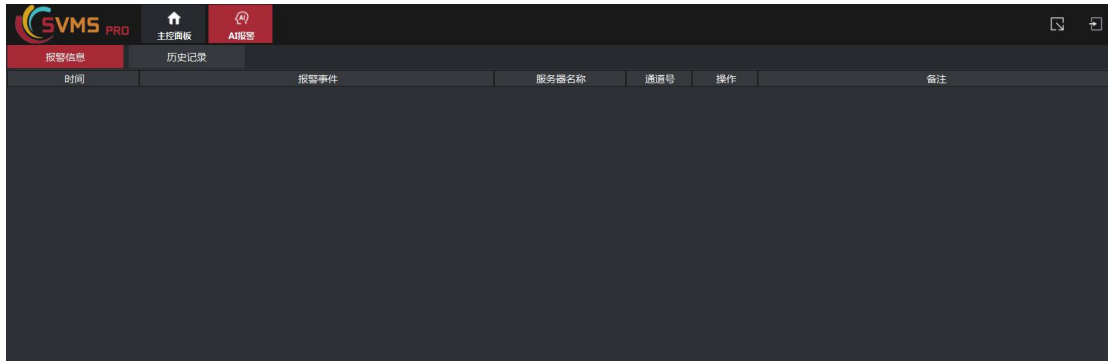 SVMS PRO
主控面板
AI
AI报警
报警信息 历史记录
时间 报警事件 服务器名称 通道号 操作 备注